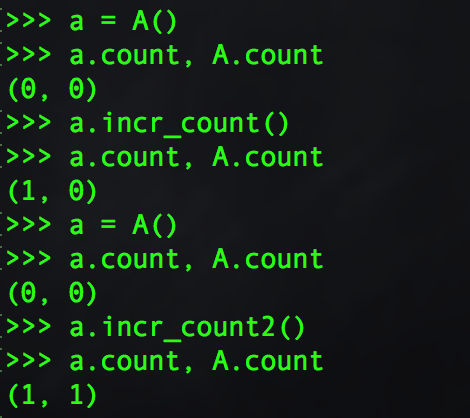 >>> a = A()
>>> a.count, A.count
(0, 0)
>>> a.incr_count()
>>> a.count, A.count
(1, 0)
>>> a = A()
>>> a.count, A.count
(0, 0)
>>> a.incr_count2()
>>> a.count, A.count
(1, 1)